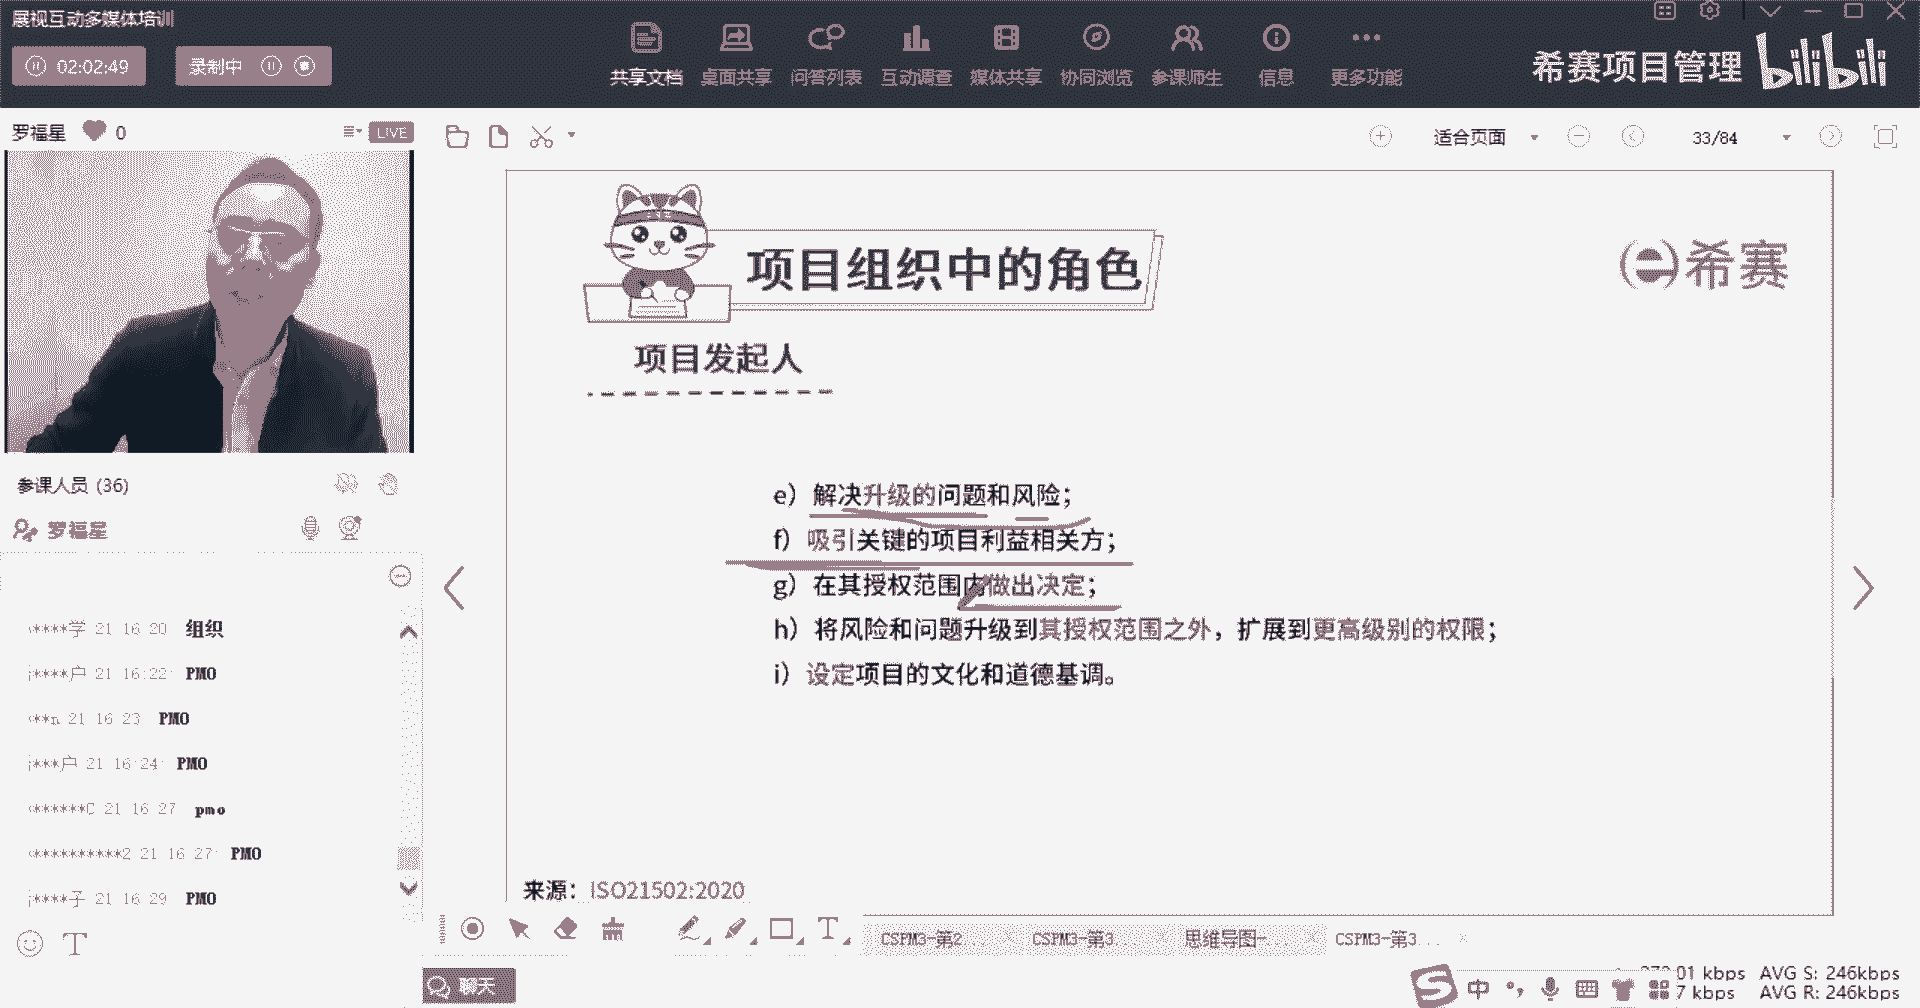 展视互动多媒体培训
02:02:49
录制中
共享文档 桌面共享 问答列表 互动调查 媒体共享 协同浏览 参课师生 信息 更多功能
希赛项目管理 bilibili
罗福星 0 LIVE
适合页面
33/84
项目组织中的角色
希赛
项目发起人
e）解决升级的问题和风险；
f）吸引关键的项目利益相关方；
g）在其授权范围内做出决定；
h）将风险和问题升级到其授权范围之外，扩展到更高级别的权限；
i）设定项目的文化和道德基调。
来源：ISO21502:2020
参课人员 (36)
罗福星
****学 21 16 20 组织
****户 21 16:22 PMO
**n 21 16 23 PMO
***户 21 16:24 PMO
21 16 27 pmo
**********2 21 16 27 PMO
****子 21 16 29 PMO
T
CSPM3-第2...
CSPM3-第3...
思维导图-...
CSPM3-第3...
聊天
中
01 kbps AVG S: 246kbps
7 kbps AVG R: 246kbps